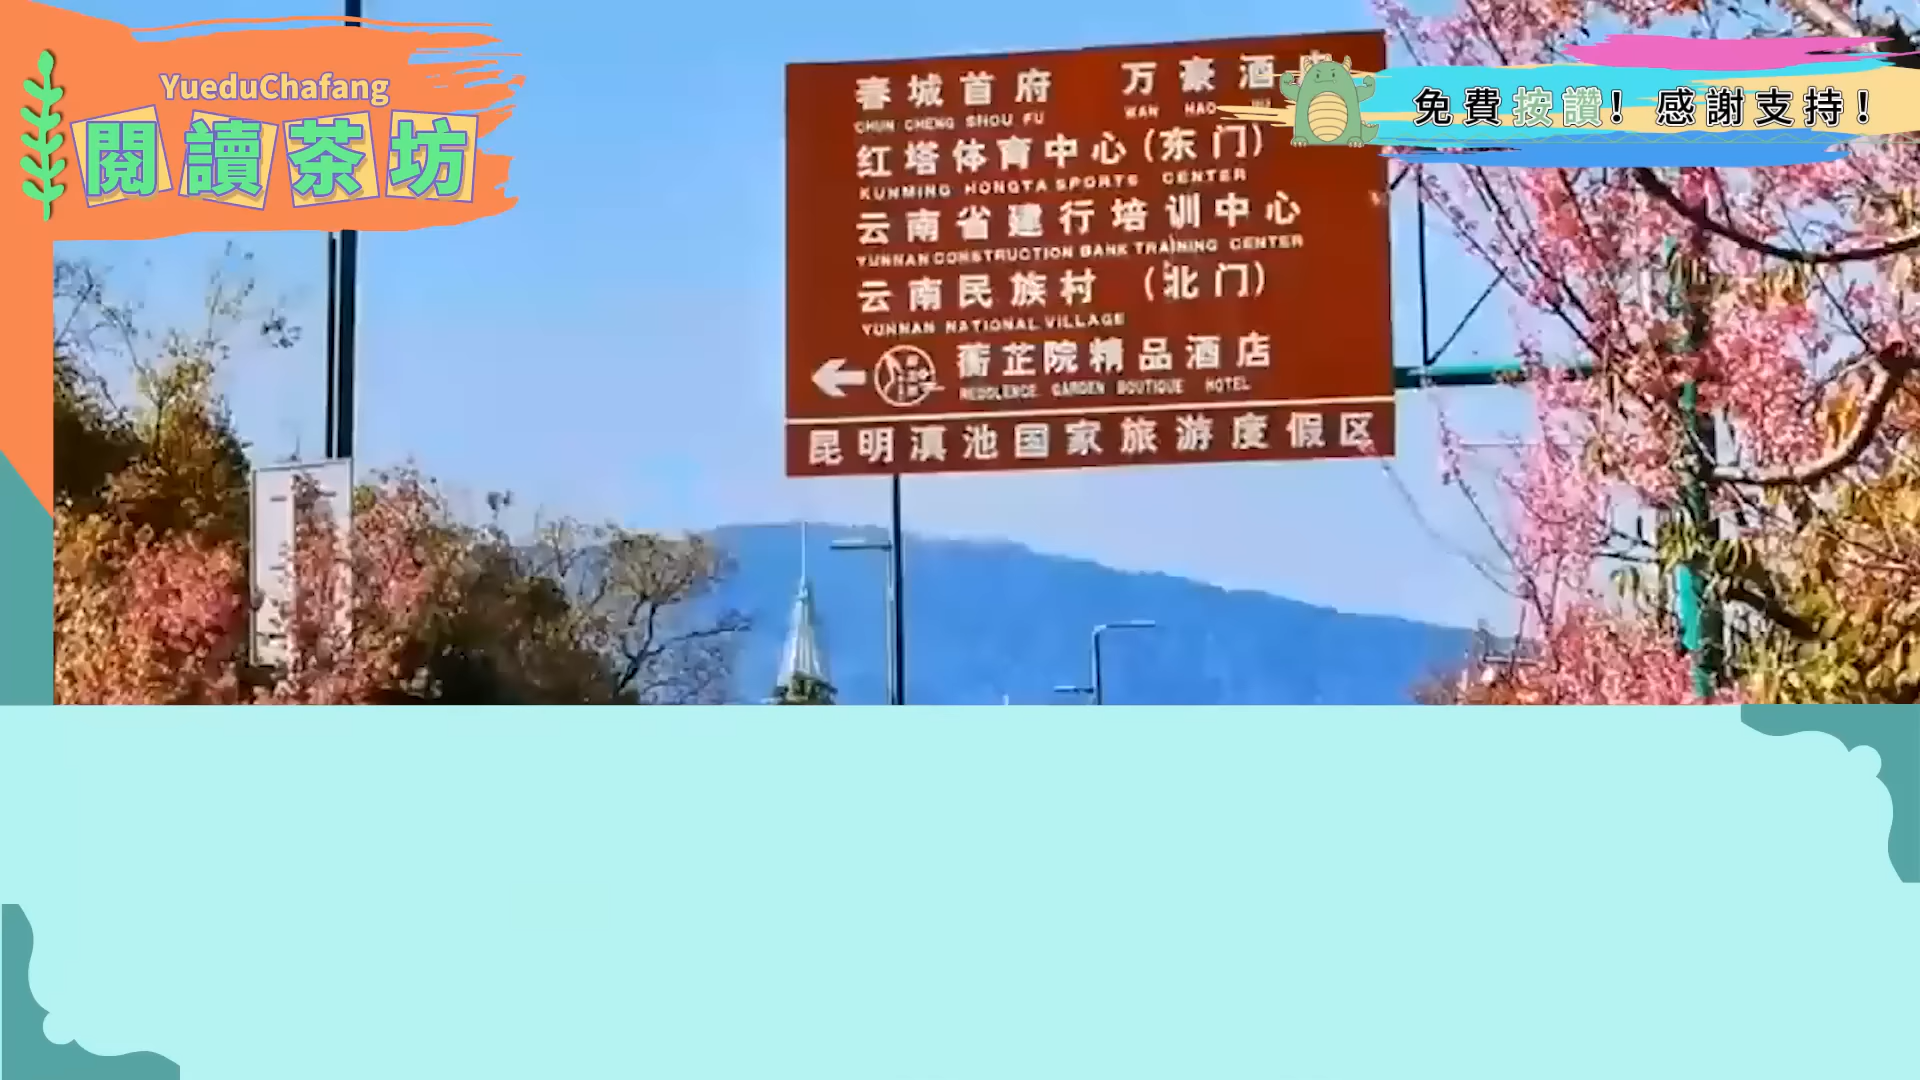 YueduChafang
閱讀茶坊
免費按讚！感謝支持！
春城首府 万豪酒
CHUN CHENG SHOU FU WAN HAO
红塔体育中心(东门)
KUNMING HONGTA SPORTS CENTER
云南省建行培训中心
YUNNAN CONSTRUCTION BANK TRAINING CENTER
云南民族村 (北门)
YUNNAN NATIONAL VILLAGE
蘅芷院精品酒店
REDOLENCE GARDEN BOUTIQUE HOTEL
昆明滇池国家旅游度假区